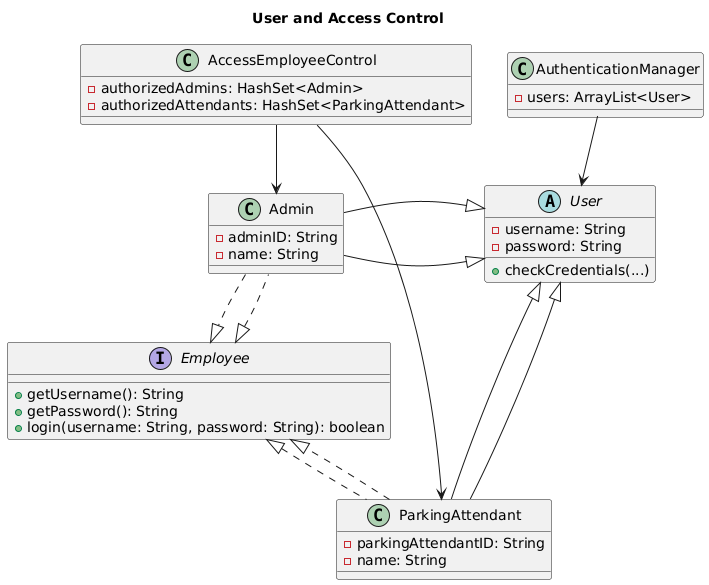 User and Access Control
C AccessEmployeeControl
authorizedAdmins: HashSet<Admin>
authorizedAttendants: HashSet<ParkingAttendant>
C AuthenticationManager
users: ArrayList<User>
C Admin
adminID: String
name: String
A User
username: String
password: String
checkCredentials(...)
I Employee
getUsername(): String
getPassword(): String
login(username: String, password: String): boolean
C ParkingAttendant
parkingAttendantID: String
name: String